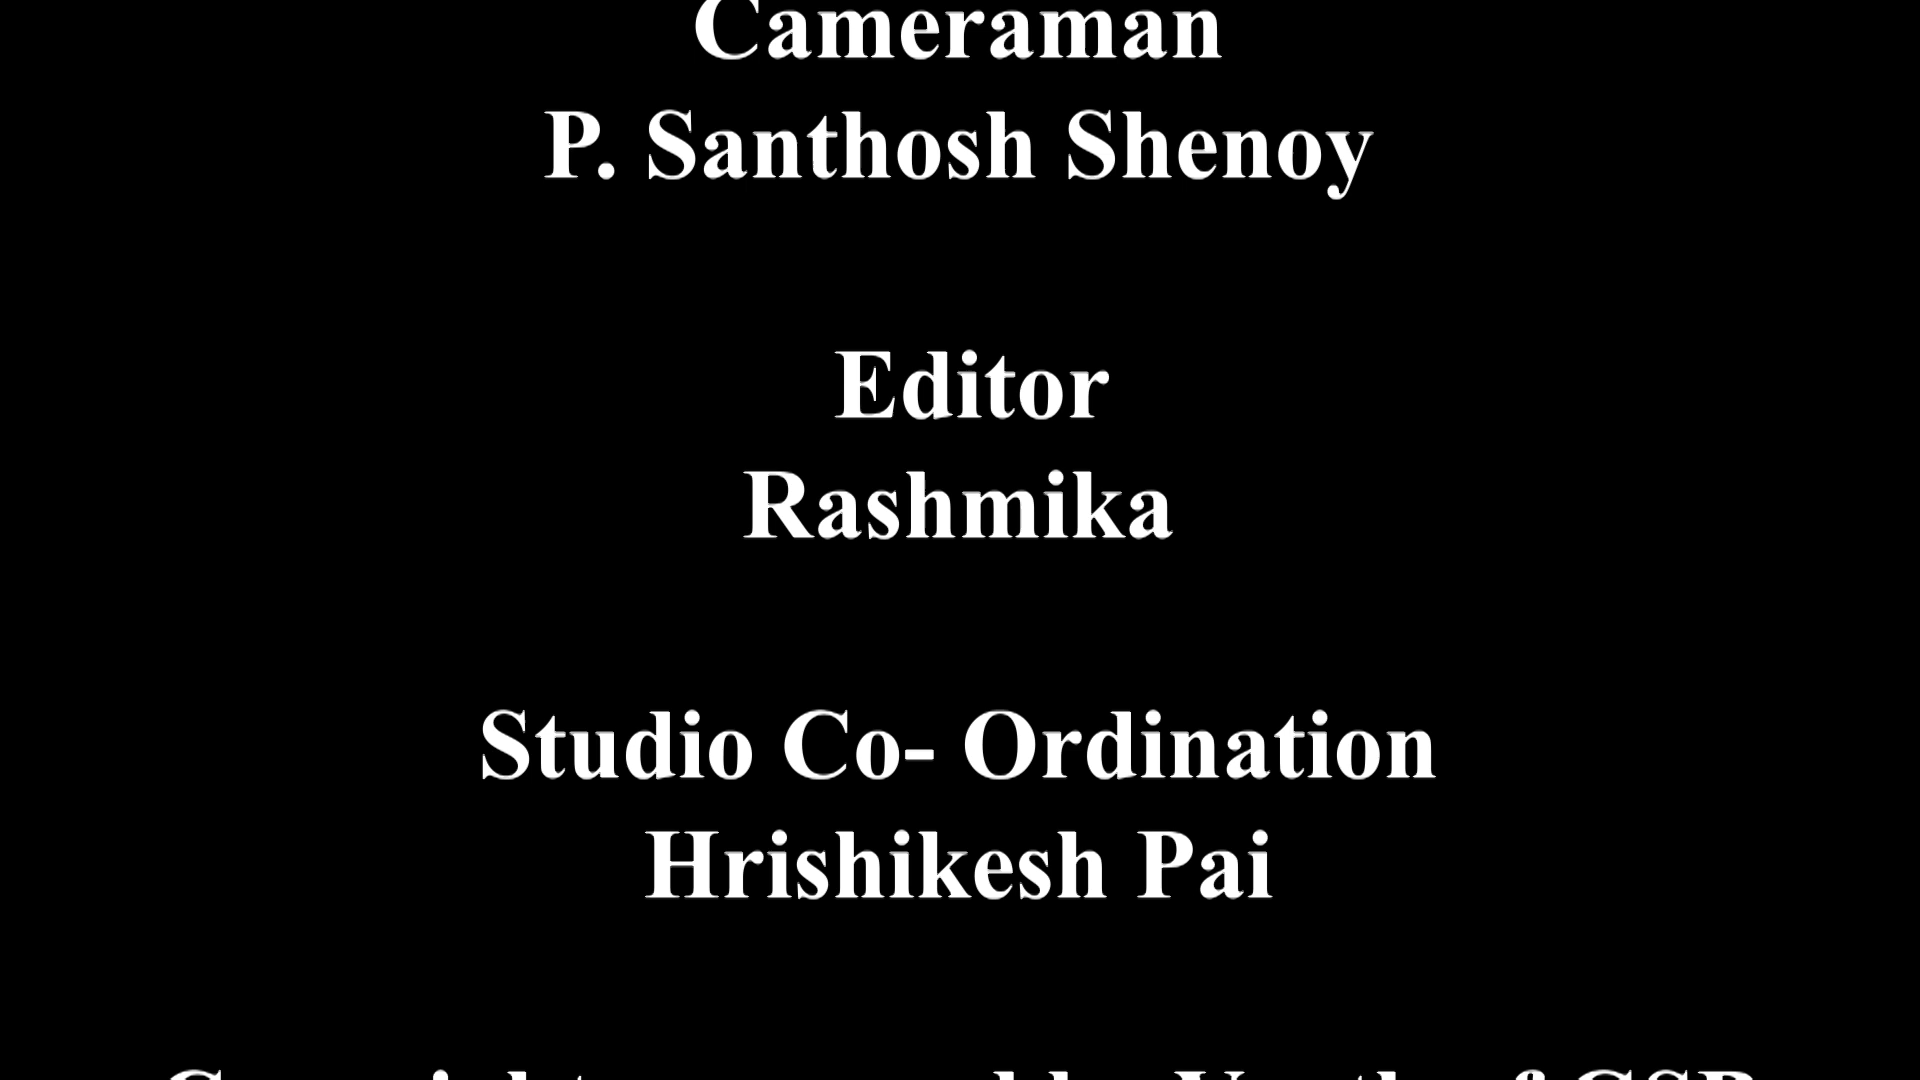 Cameraman
P. Santhosh Shenoy
Editor
Rashmika
Studio Co- Ordination
Hrishikesh Pai